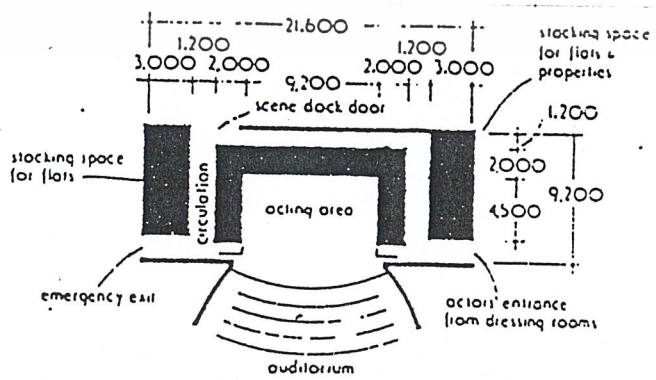 21.600
1.200
1.200
3.000
2,000
9,200
2.000
3.000
stacking space
for flats &
properties
scene dock door
1.200
stacking space
for flats
circulation
acting area
2,000
4,500
9,200
emergency exit
actors' entrance
from dressing rooms
auditorium